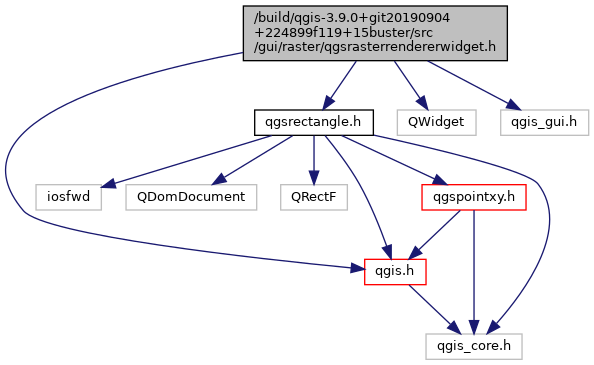 /build/qgis-3.9.0+git20190904
+224899f119+15buster/src
/gui/raster/qgsrasterrendererwidget.h
qgsrectangle.h
QWidget
qgis_gui.h
iosfwd
QDomDocument
QRectF
qgspointxy.h
qgis.h
qgis_core.h